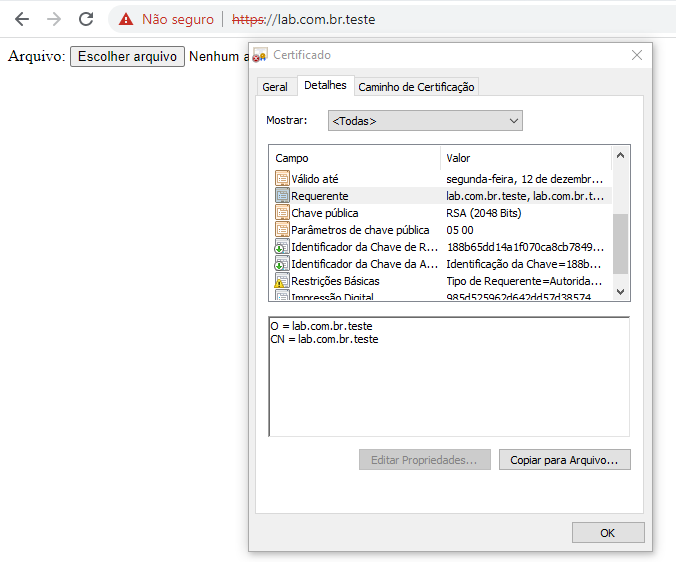 Não seguro | https://lab.com.br.teste
Arquivo: Escolher arquivo Nenhum a
Certificado
Geral Detalhes Caminho de Certificação
Mostrar: <Todas>
Campo Valor
Válido até segunda-feira, 12 de dezembr...
Requerente lab.com.br.teste, lab.com.br.t...
Chave pública RSA (2048 Bits)
Parâmetros de chave pública 05 00
Identificador da Chave de R... 188b65dd14a1f070ca8cb7849...
Identificador da Chave da A... Identificação da Chave=188b...
Restrições Básicas Tipo de Requerente=Autorida...
Impressão Digital 985d525962d642dd57d38574
O = lab.com.br.teste
CN = lab.com.br.teste
Editar Propriedades... Copiar para Arquivo...
OK